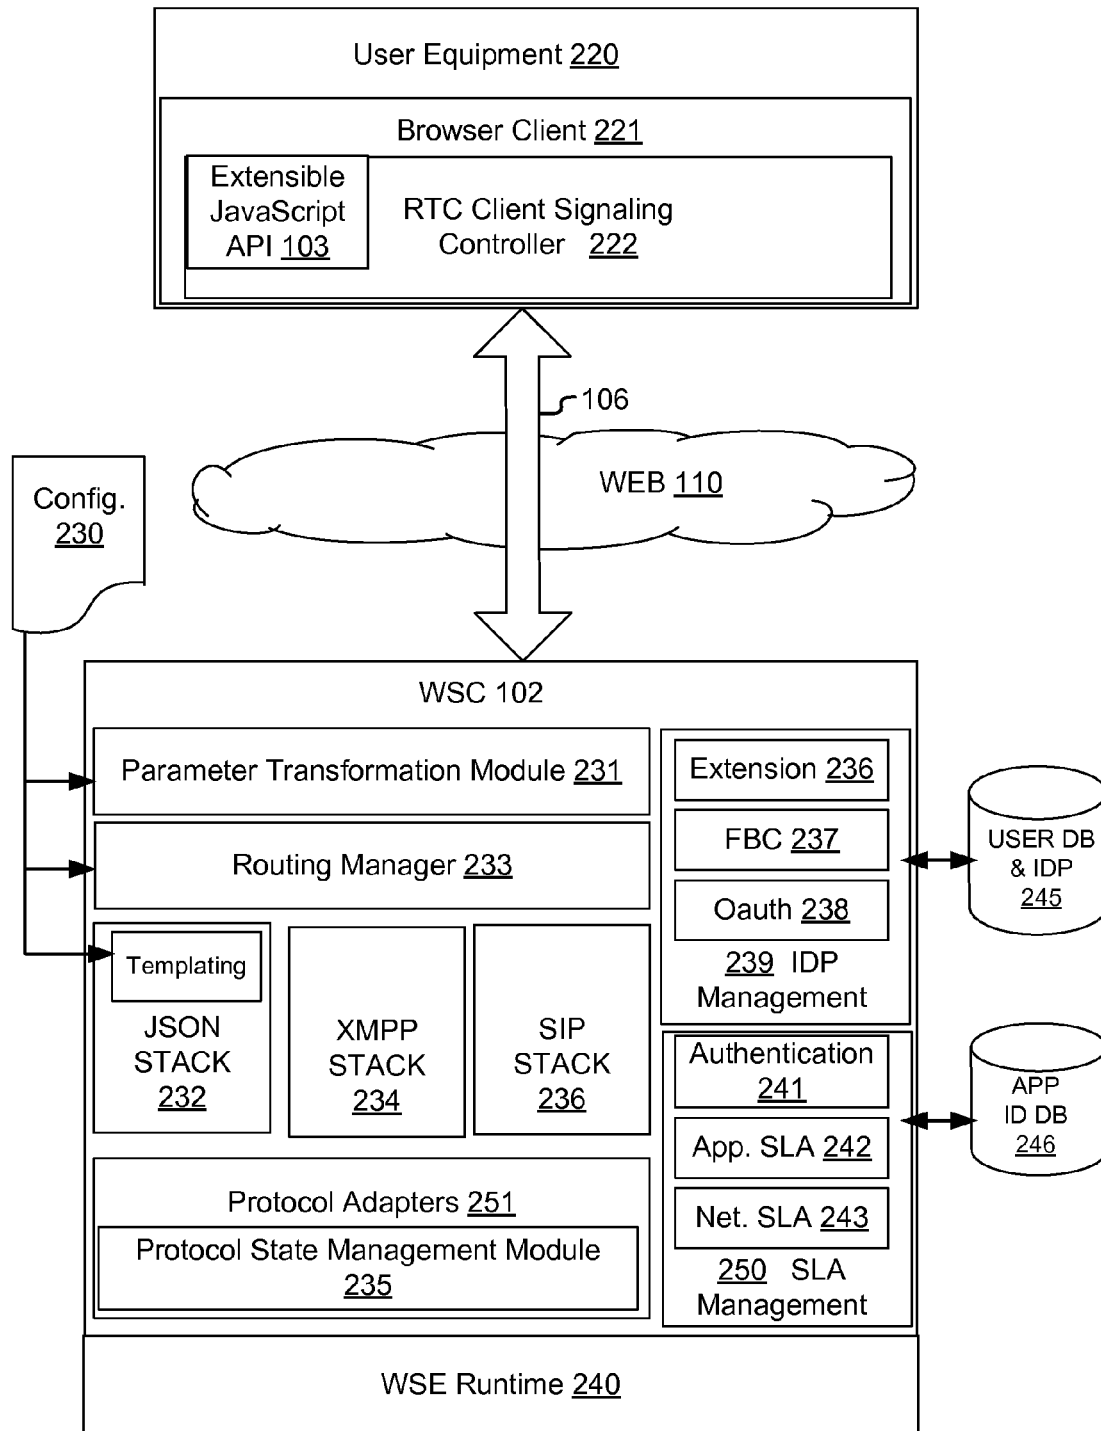 User Equipment 220
Browser Client 221
Extensible
JavaScript
API 103
RTC Client Signaling
Controller 222
106
WEB 110
Config.
230
WSC 102
Parameter Transformation Module 231
Routing Manager 233
Templating
JSON
STACK
232
XMPP
STACK
234
SIP
STACK
236
Protocol Adapters 251
Protocol State Management Module
235
Extension 236
FBC 237
Oauth 238
239 IDP
Management
Authentication
241
App. SLA 242
Net. SLA 243
250 SLA
Management
USER DB
& IDP
245
APP
ID DB
246
WSE Runtime 240